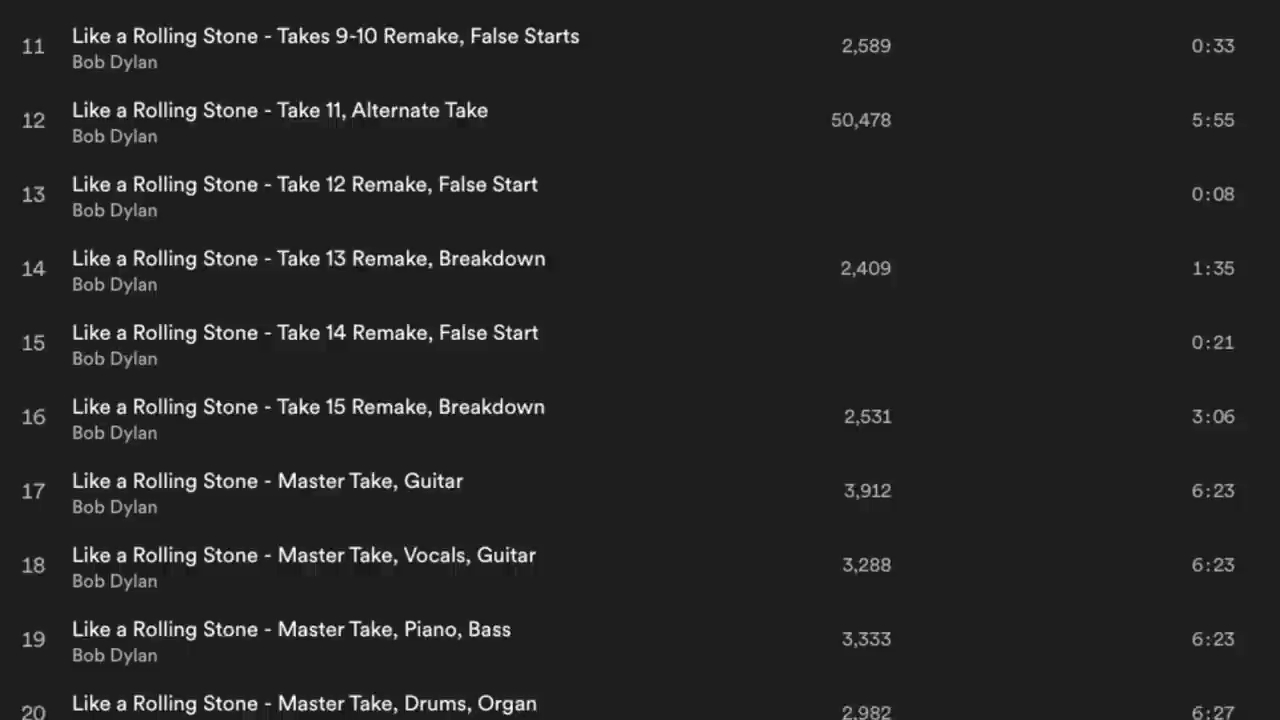 11 Like a Rolling Stone - Takes 9-10 Remake, False Starts 2,589 0:33
Bob Dylan
12 Like a Rolling Stone - Take 11, Alternate Take 50,478 5:55
Bob Dylan
13 Like a Rolling Stone - Take 12 Remake, False Start 0:08
Bob Dylan
14 Like a Rolling Stone - Take 13 Remake, Breakdown 2,409 1:35
Bob Dylan
15 Like a Rolling Stone - Take 14 Remake, False Start 0:21
Bob Dylan
16 Like a Rolling Stone - Take 15 Remake, Breakdown 2,531 3:06
Bob Dylan
17 Like a Rolling Stone - Master Take, Guitar 3,912 6:23
Bob Dylan
18 Like a Rolling Stone - Master Take, Vocals, Guitar 3,288 6:23
Bob Dylan
19 Like a Rolling Stone - Master Take, Piano, Bass 3,333 6:23
Bob Dylan
20 Like a Rolling Stone - Master Take, Drums, Organ 2,982 6:27